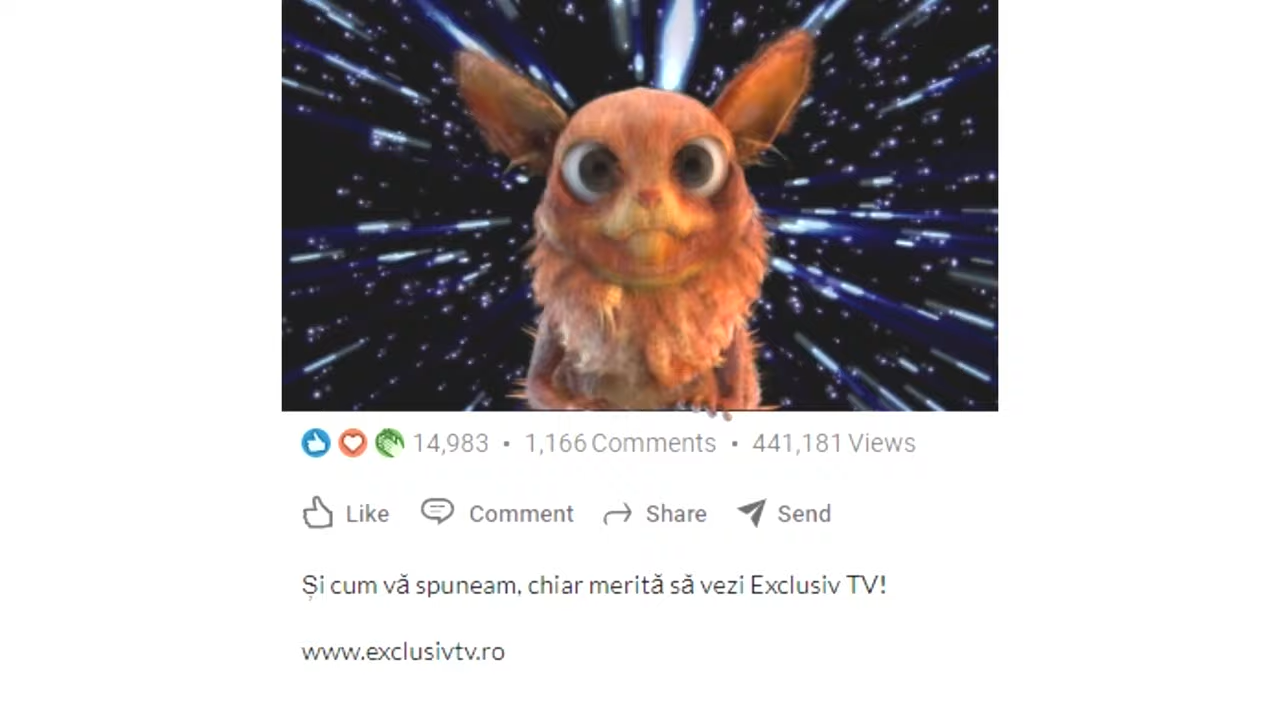 14,983 • 1,166 Comments • 441,181 Views
Like Comment Share Send
Și cum vă spuneam, chiar merită să vezi Exclusiv TV!
www.exclusivtv.ro